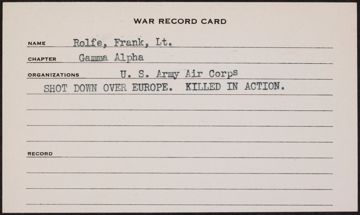 WAR RECORD CARD
NAME Rolfe, Frank, Lt.
CHAPTER Gamma Alpha
ORGANIZATIONS U. S. Army Air Corps
SHOT DOWN OVER EUROPE. KILLED IN ACTION.
RECORD